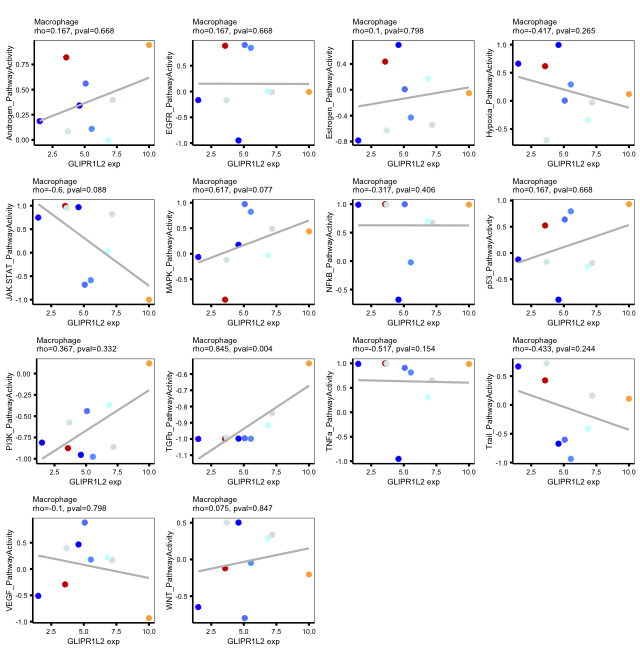 Macrophage
rho=0.167, pval=0.668
Androgen_PathwayActivity
0.75
0.50
0.25
0.00
2.5 5.0 7.5 10.0
GLIPR1L2 exp
Macrophage
rho=0.167, pval=0.668
EGFR_PathwayActivity
0.5
0.0
-0.5
-1.0
2.5 5.0 7.5 10.0
GLIPR1L2 exp
Macrophage
rho=0.1, pval=0.798
Estrogen_PathwayActivity
0.4
0.0
-0.4
-0.8
2.5 5.0 7.5 10.0
GLIPR1L2 exp
Macrophage
rho=-0.417, pval=0.265
Hypoxia_PathwayActivity
1.0
0.5
0.0
-0.5
2.5 5.0 7.5 10.0
GLIPR1L2 exp
Macrophage
rho=-0.6, pval=0.088
JAK.STAT_PathwayActivity
1.0
0.5
0.0
-0.5
-1.0
2.5 5.0 7.5 10.0
GLIPR1L2 exp
Macrophage
rho=0.617, pval=0.077
MAPK_PathwayActivity
1.0
0.5
0.0
-0.5
2.5 5.0 7.5 10.0
GLIPR1L2 exp
Macrophage
rho=-0.317, pval=0.406
NFkB_PathwayActivity
1.0
0.5
0.0
-0.5
2.5 5.0 7.5 10.0
GLIPR1L2 exp
Macrophage
rho=0.167, pval=0.668
p53_PathwayActivity
1.0
0.5
0.0
-0.5
2.5 5.0 7.5 10.0
GLIPR1L2 exp
Macrophage
rho=0.367, pval=0.332
PI3K_PathwayActivity
0.00
-0.25
-0.50
-0.75
-1.00
2.5 5.0 7.5 10.0
GLIPR1L2 exp
Macrophage
rho=0.845, pval=0.004
TGFb_PathwayActivity
-0.6
-0.7
-0.8
-0.9
-1.0
-1.1
2.5 5.0 7.5 10.0
GLIPR1L2 exp
Macrophage
rho=-0.517, pval=0.154
TNFa_PathwayActivity
1.0
0.5
0.0
-0.5
-1.0
2.5 5.0 7.5 10.0
GLIPR1L2 exp
Macrophage
rho=-0.433, pval=0.244
Trail_PathwayActivity
0.5
0.0
-0.5
-1.0
2.5 5.0 7.5 10.0
GLIPR1L2 exp
Macrophage
rho=-0.1, pval=0.798
VEGF_PathwayActivity
0.5
0.0
-0.5
-1.0
2.5 5.0 7.5 10.0
GLIPR1L2 exp
Macrophage
rho=0.075, pval=0.847
WNT_PathwayActivity
0.5
0.0
-0.5
2.5 5.0 7.5 10.0
GLIPR1L2 exp